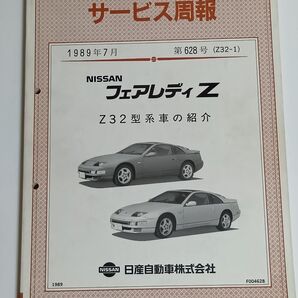 サービス周報
1989年7月 第628号 (Z32-1)
NISSAN
フェアレディZ
Z32型系車の紹介
NISSAN 日産自動車株式会社
1989 F004628